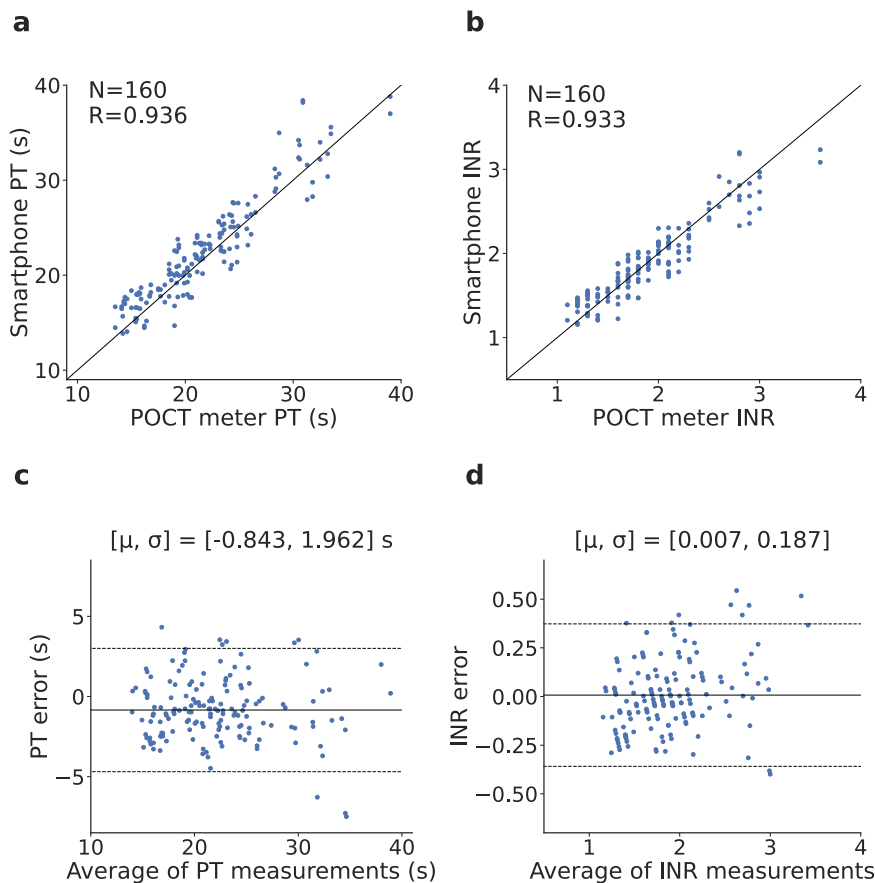 a
N=160
R=0.936
Smartphone PT (s)
40
30
20
10
10 20 30 40
POCT meter PT (s)
b
N=160
R=0.933
Smartphone INR
4
3
2
1
1 2 3 4
POCT meter INR
c
[μ, σ] = [-0.843, 1.962] s
PT error (s)
5
0
−5
10 20 30 40
Average of PT measurements (s)
d
[μ, σ] = [0.007, 0.187]
INR error
0.50
0.25
0.00
−0.25
−0.50
1 2 3 4
Average of INR measurements